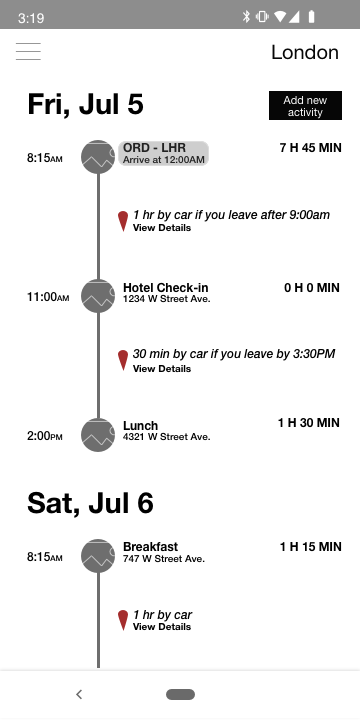 3:19
London
Fri, Jul 5
Add new
activity
8:15AM
ORD - LHR
Arrive at 12:00AM
7 H 45 MIN
1 hr by car if you leave after 9:00am
View Details
11:00AM
Hotel Check-in
1234 W Street Ave.
0 H 0 MIN
30 min by car if you leave by 3:30PM
View Details
2:00PM
Lunch
4321 W Street Ave.
1 H 30 MIN
Sat, Jul 6
8:15AM
Breakfast
747 W Street Ave.
1 H 15 MIN
1 hr by car
View Details